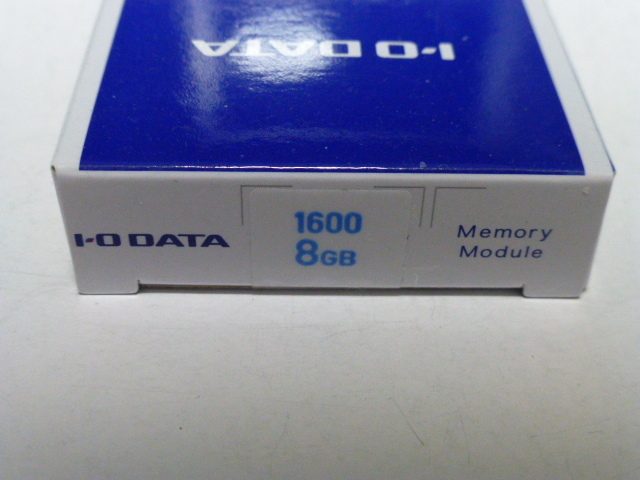 I-O DATA
I-O DATA
1600
8GB
Memory
Module